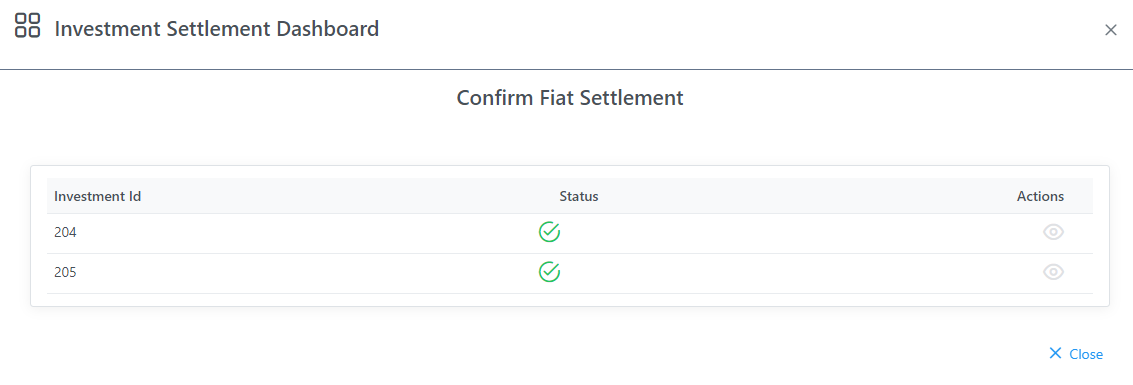 Investment Settlement Dashboard
Confirm Fiat Settlement
Investment Id Status Actions
204
205
Close